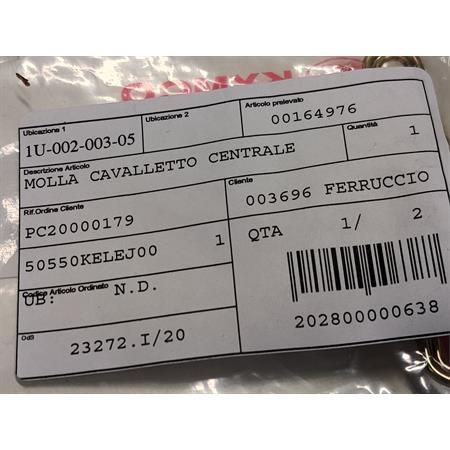 KYMCO
Ubicazione 1
1U-002-003-05
Ubicazione 2
Articolo prelevato
00164976
Descrizione Articolo
MOLLA CAVALLETTO CENTRALE
Quantità
1
Rif.Ordine Cliente
PC20000179
Cliente
003696 FERRUCCIO
50550KELEJ00 1
QTA 1/ 2
Codice Articolo Ordinato
UB: N.D.
OdS
23272.I/20
202800000638